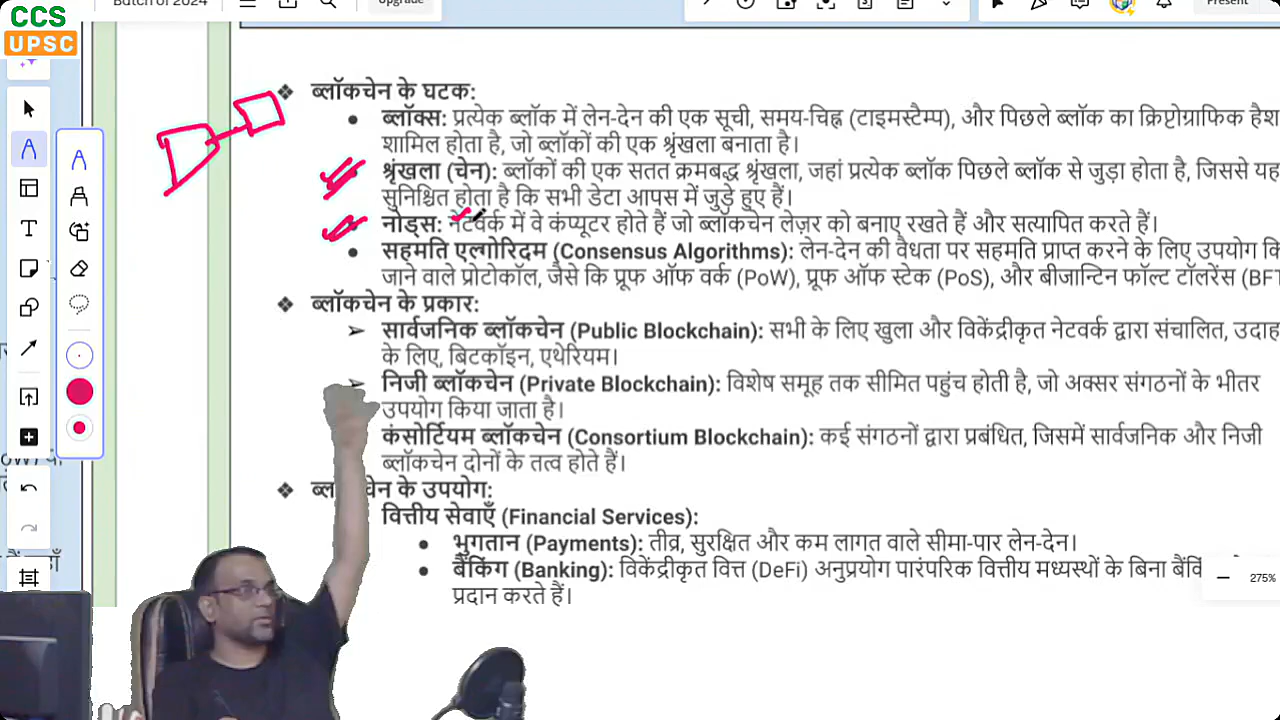 CCS
UPSC
Batch of 2024
Upgrade
Present
❖ ब्लॉकचेन के घटक:
● ब्लॉक्स: प्रत्येक ब्लॉक में लेन-देन की एक सूची, समय-चिह्न (टाइमस्टैम्प), और पिछले ब्लॉक का क्रिप्टोग्राफिक हैश
शामिल होता है, जो ब्लॉकों की एक श्रृंखला बनाता है।
श्रृंखला (चेन): ब्लॉकों की एक सतत क्रमबद्ध श्रृंखला, जहां प्रत्येक ब्लॉक पिछले ब्लॉक से जुड़ा होता है, जिससे यह
सुनिश्चित होता है कि सभी डेटा आपस में जुड़े हुए हैं।
नोड्स: नेटवर्क में वे कंप्यूटर होते हैं जो ब्लॉकचेन लेज़र को बनाए रखते हैं और सत्यापित करते हैं।
● सहमति एल्गोरिदम (Consensus Algorithms): लेन-देन की वैधता पर सहमति प्राप्त करने के लिए उपयोग कि
जाने वाले प्रोटोकॉल, जैसे कि प्रूफ ऑफ वर्क (PoW), प्रूफ ऑफ स्टेक (PoS), और बीजान्टिन फॉल्ट टॉलरेंस (BFT
❖ ब्लॉकचेन के प्रकार:
➢ सार्वजनिक ब्लॉकचेन (Public Blockchain): सभी के लिए खुला और विकेंद्रीकृत नेटवर्क द्वारा संचालित, उदाह
के लिए, बिटकॉइन, एथेरियम।
➢ निजी ब्लॉकचेन (Private Blockchain): विशेष समूह तक सीमित पहुंच होती है, जो अक्सर संगठनों के भीतर
उपयोग किया जाता है।
कंसोर्टियम ब्लॉकचेन (Consortium Blockchain): कई संगठनों द्वारा प्रबंधित, जिसमें सार्वजनिक और निजी
ब्लॉकचेन दोनों के तत्व होते हैं।
❖ के उपयोग:
वित्तीय सेवाएँ (Financial Services):
● भुगतान (Payments): तीव्र, सुरक्षित और कम लागत वाले सीमा-पार लेन-देन।
● बैंकिंग (Banking): विकेंद्रीकृत वित्त (DeFi) अनुप्रयोग पारंपरिक वित्तीय मध्यस्थों के बिना
प्रदान करते हैं।
275%